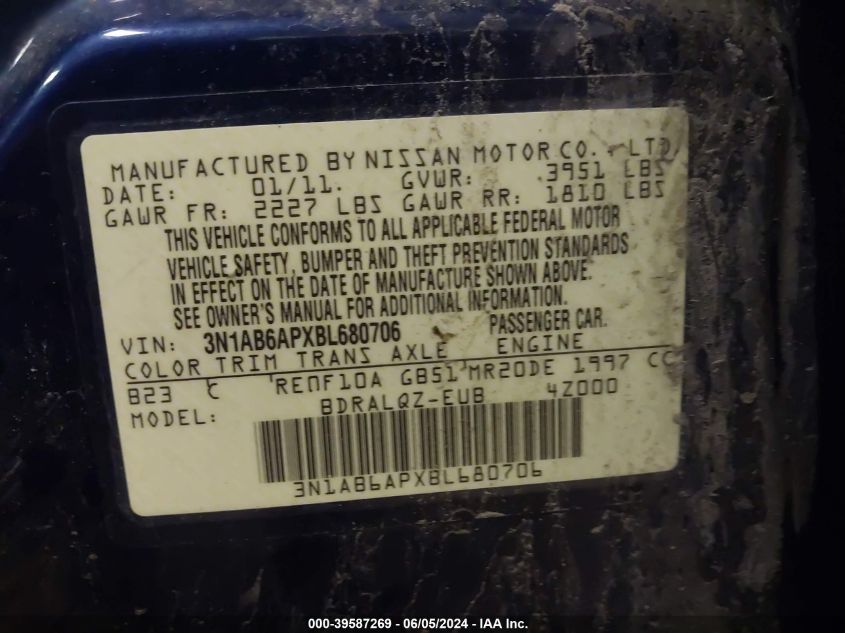 MANUFACTURED BY NISSAN MOTOR CO., LTD
DATE: 01/11. GVWR: 3951 LBS
GAWR FR: 2227 LBS GAWR RR: 1810 LBS
THIS VEHICLE CONFORMS TO ALL APPLICABLE FEDERAL MOTOR
VEHICLE SAFETY, BUMPER AND THEFT PREVENTION STANDARDS
IN EFFECT ON THE DATE OF MANUFACTURE SHOWN ABOVE.
SEE OWNER'S MANUAL FOR ADDITIONAL INFORMATION.
VIN: 3N1AB6APXBL680706 PASSENGER CAR.
COLOR TRIM TRANS AXLE ENGINE
B23 C RE0F10A GB51 MR20DE 1997 CC
MODEL: BDRALQZ-EUB 4Z000
3N1AB6APXBL680706
000-39587269 - 06/05/2024 - IAA Inc.